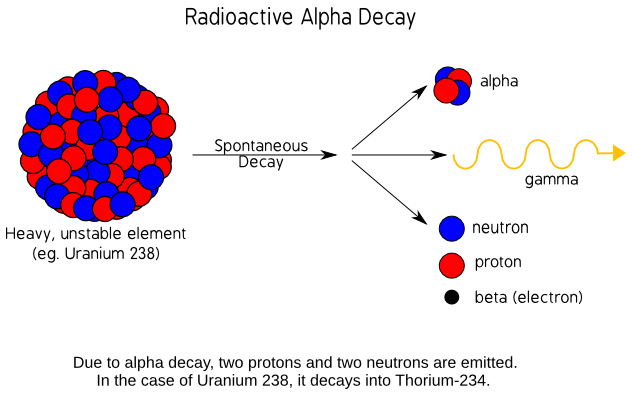 Radioactive Alpha Decay
alpha
Spontaneous
Decay
gamma
neutron
Heavy, unstable element
(eg. Uranium 238)
proton
beta (electron)
Due to alpha decay, two protons and two neutrons are emitted.
In the case of Uranium 238, it decays into Thorium-234.